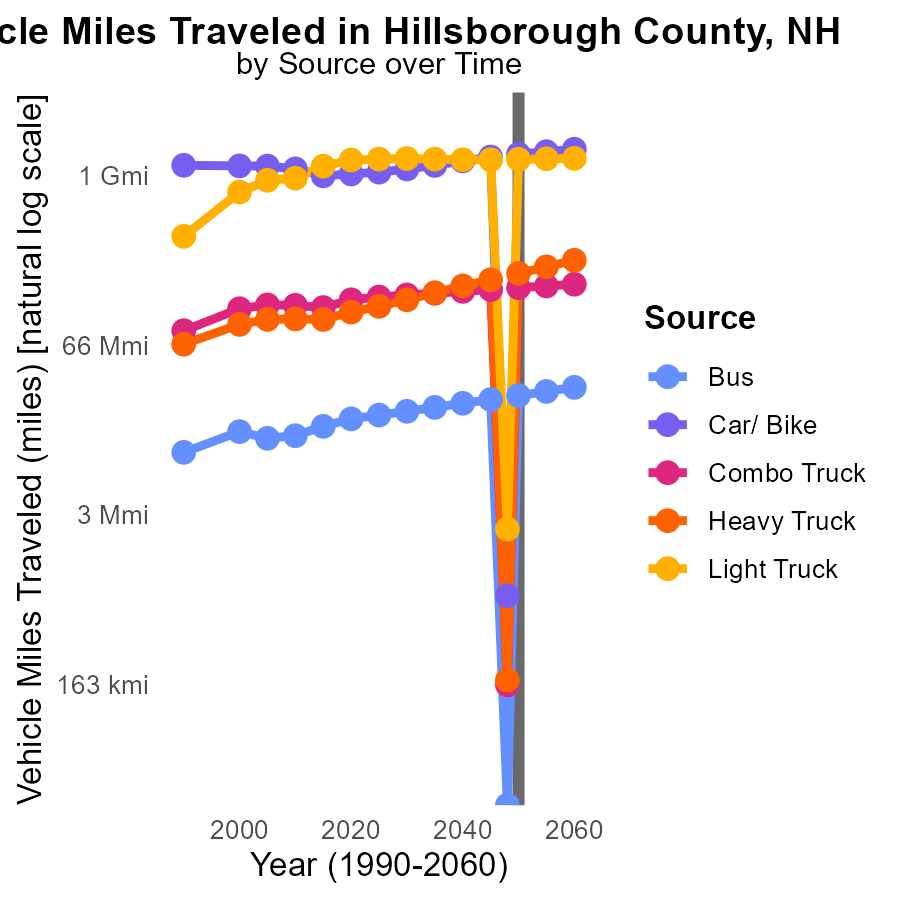 cle Miles Traveled in Hillsborough County, NH
by Source over Time
Vehicle Miles Traveled (miles) [natural log scale]
1 Gmi
66 Mmi
3 Mmi
163 kmi
2000 2020 2040 2060
Year (1990-2060)
Source
Bus
Car/ Bike
Combo Truck
Heavy Truck
Light Truck